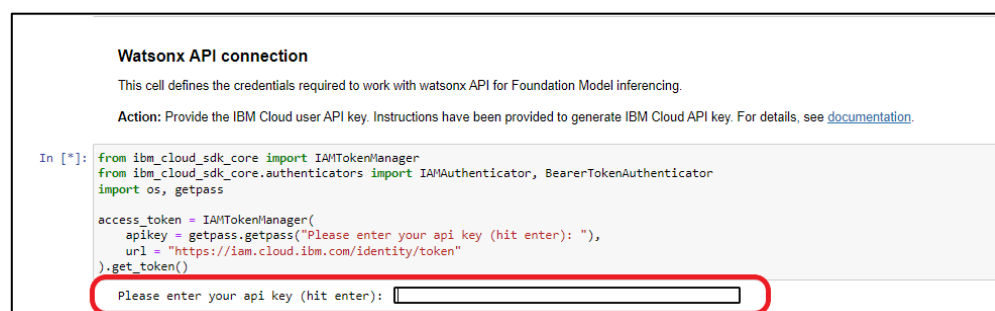 Watsonx API connection
This cell defines the credentials required to work with watsonx API for Foundation Model inferencing.
Action: Provide the IBM Cloud user API key. Instructions have been provided to generate IBM Cloud API key. For details, see documentation.
In [*]: from ibm_cloud_sdk_core import IAMTokenManager
from ibm_cloud_sdk_core.authenticators import IAMAuthenticator, BearerTokenAuthenticator
import os, getpass
access_token = IAMTokenManager(
    apikey = getpass.getpass("Please enter your api key (hit enter): "),
    url = "https://iam.cloud.ibm.com/identity/token"
).get_token()
Please enter your api key (hit enter):